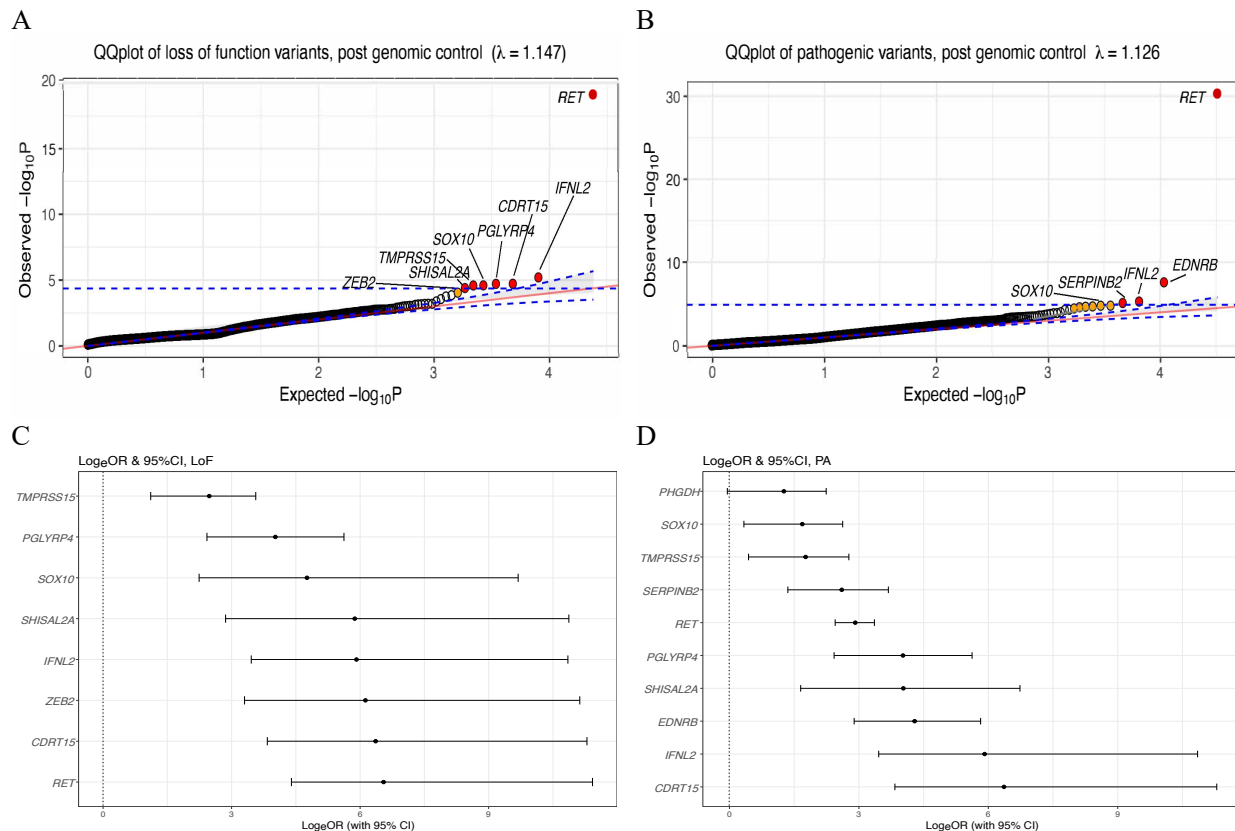 A
B
QQplot of loss of function variants, post genomic control (λ = 1.147)
QQplot of pathogenic variants, post genomic control λ = 1.126
20
15
10
5
0
Observed −log10P
RET
IFNL2
CDRT15
PGLYRP4
SOX10
TMPRSS15
SHISAL2A
ZEB2
0 1 2 3 4
Expected −log10P
30
20
10
0
Observed −log10P
RET
EDNRB
IFNL2
SERPINB2
SOX10
0 1 2 3 4
Expected −log10P
C
D
LogeOR & 95%CI, LoF
TMPRSS15
PGLYRP4
SOX10
SHISAL2A
IFNL2
ZEB2
CDRT15
RET
0 3 6 9
LogeOR (with 95% CI)
LogeOR & 95%CI, PA
PHGDH
SOX10
TMPRSS15
SERPINB2
RET
PGLYRP4
SHISAL2A
EDNRB
IFNL2
CDRT15
0 3 6 9
LogeOR (with 95% CI)